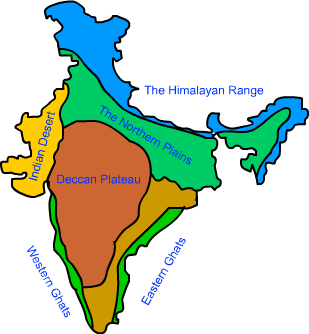 The Himalayan Range
The Northern Plains
Indian Desert
Deccan Plateau
Western Ghats
Eastern Ghats